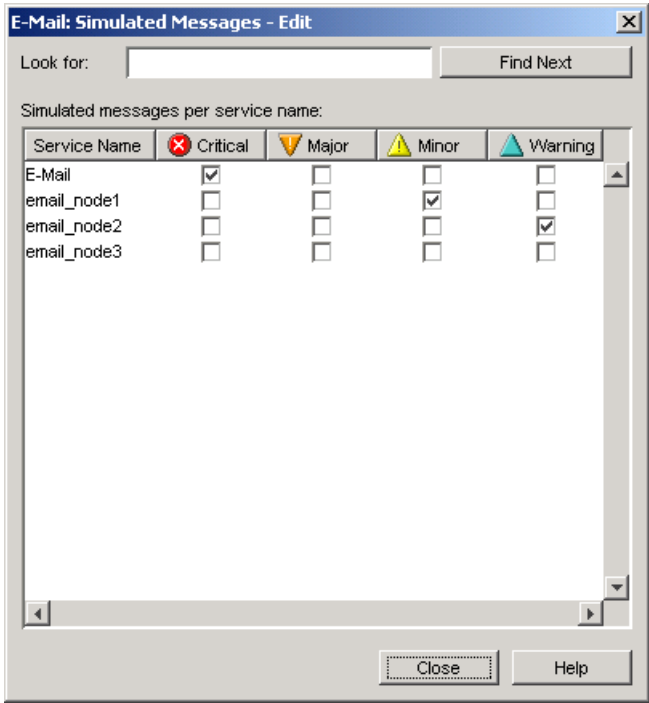 E-Mail: Simulated Messages - Edit
Look for: Find Next
Simulated messages per service name:
Service Name Critical Major Minor Warning
E-Mail
email_node1
email_node2
email_node3
Close Help